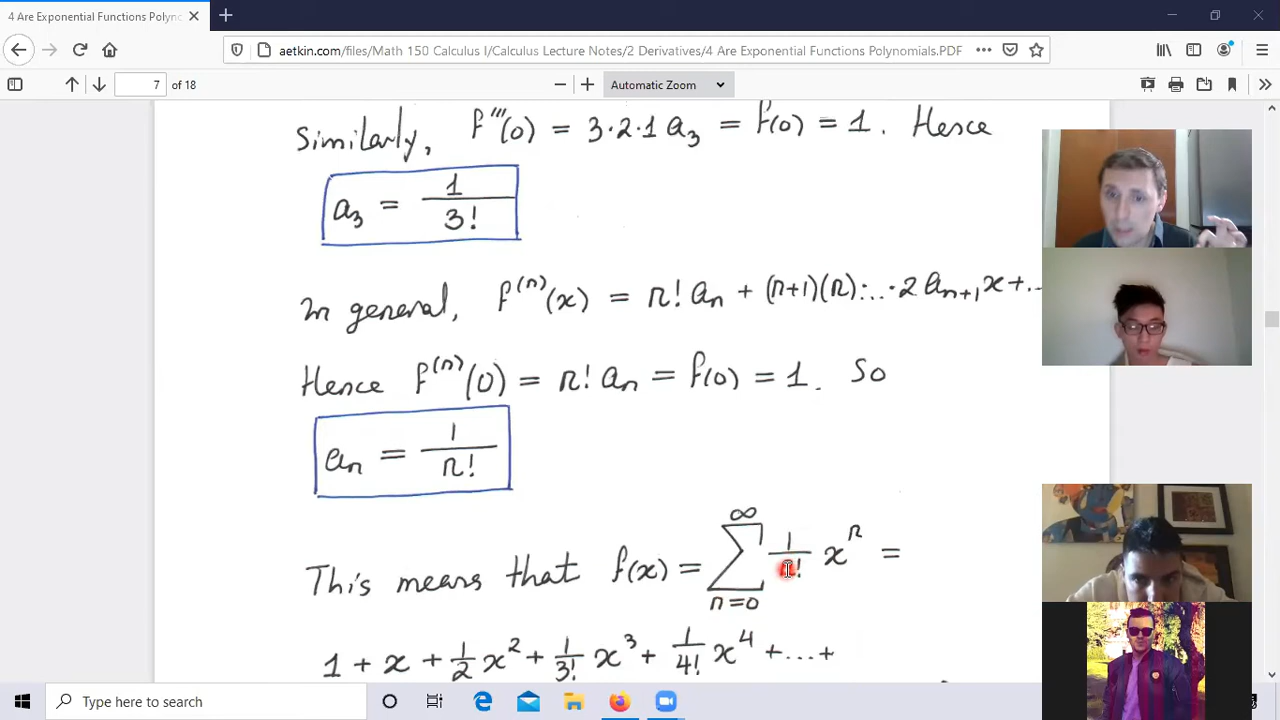 4 Are Exponential Functions Polync
aetkin.com/files/Math 150 Calculus I/Calculus Lecture Notes/2 Derivatives/4 Are Exponential Functions Polynomials.PDF
7 of 18
Automatic Zoom
Similarly, f'''(0) = 3·2·1 a₃ = f(0) = 1. Hence
a₃ = 1/3!
In general, f⁽ⁿ⁾(x) = n! aₙ + (n+1)(n)·...·2 aₙ₊₁x+...
Hence f⁽ⁿ⁾(0) = n! aₙ = f(0) = 1. So
aₙ = 1/n!
This means that f(x) = ∑_{n=0}^{∞} 1/n! xⁿ =
1 + x + 1/2 x² + 1/3! x³ + 1/4! x⁴ + ... +
Type here to search